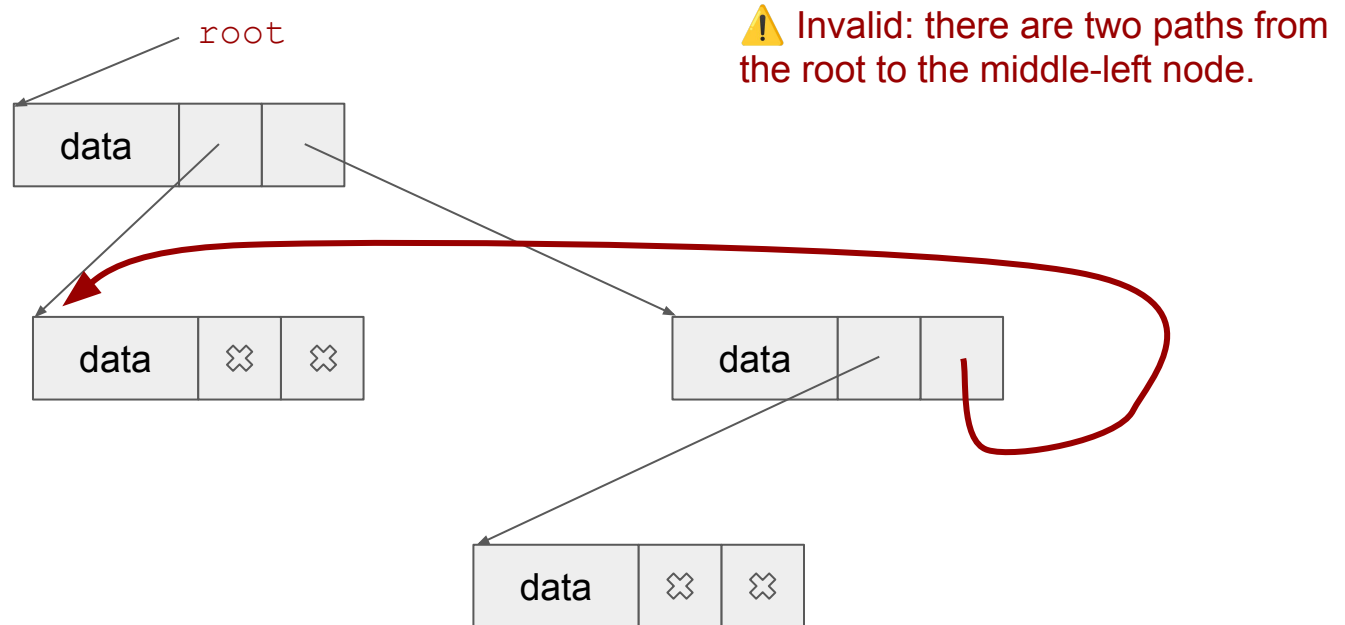 root
⚠️ Invalid: there are two paths from
the root to the middle-left node.
data
data
data
data